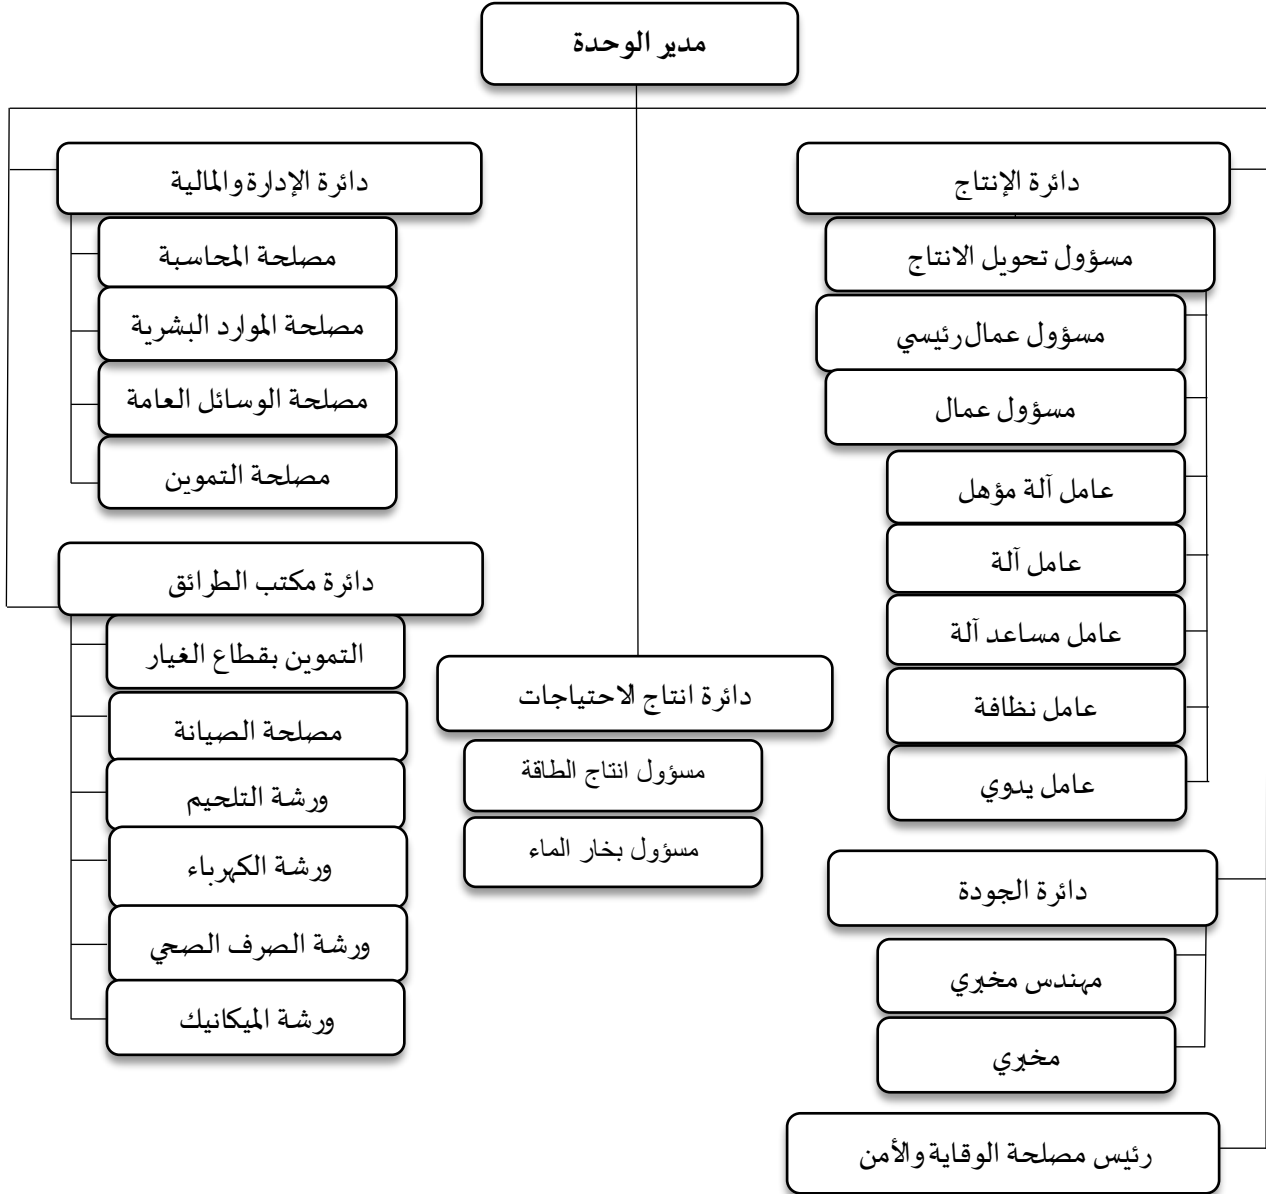 مدير الوحدة
دائرة الإنتاج
مسؤول تحويل الانتاج
مسؤول عمال رئيسي
مسؤول عمال
عامل آلة مؤهل
عامل آلة
عامل مساعد آلة
عامل نظافة
عامل يدوي
دائرة الجودة
مهندس مخبري
مخبري
رئيس مصلحة الوقاية والأمن
دائرة انتاج الاحتياجات
مسؤول انتاج الطاقة
مسؤول بخار الماء
دائرة الإدارة والمالية
مصلحة المحاسبة
مصلحة الموارد البشرية
مصلحة الوسائل العامة
مصلحة التموين
دائرة مكتب الطرائق
التموين بقطاع الغيار
مصلحة الصيانة
ورشة التلحيم
ورشة الكهرباء
ورشة الصرف الصحي
ورشة الميكانيك